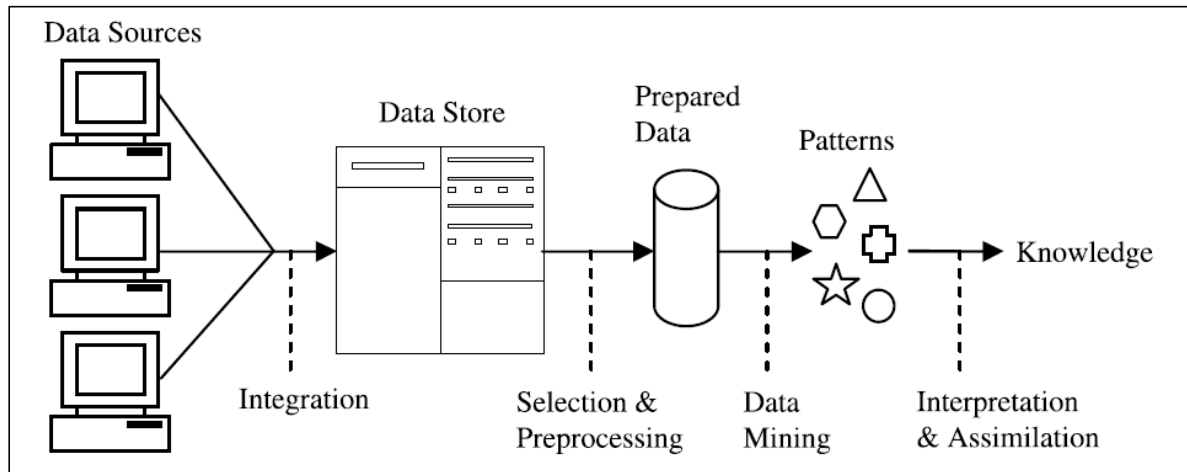 Data Sources
Data Store
Prepared
Data
Patterns
Knowledge
Integration
Selection &
Preprocessing
Data
Mining
Interpretation
& Assimilation